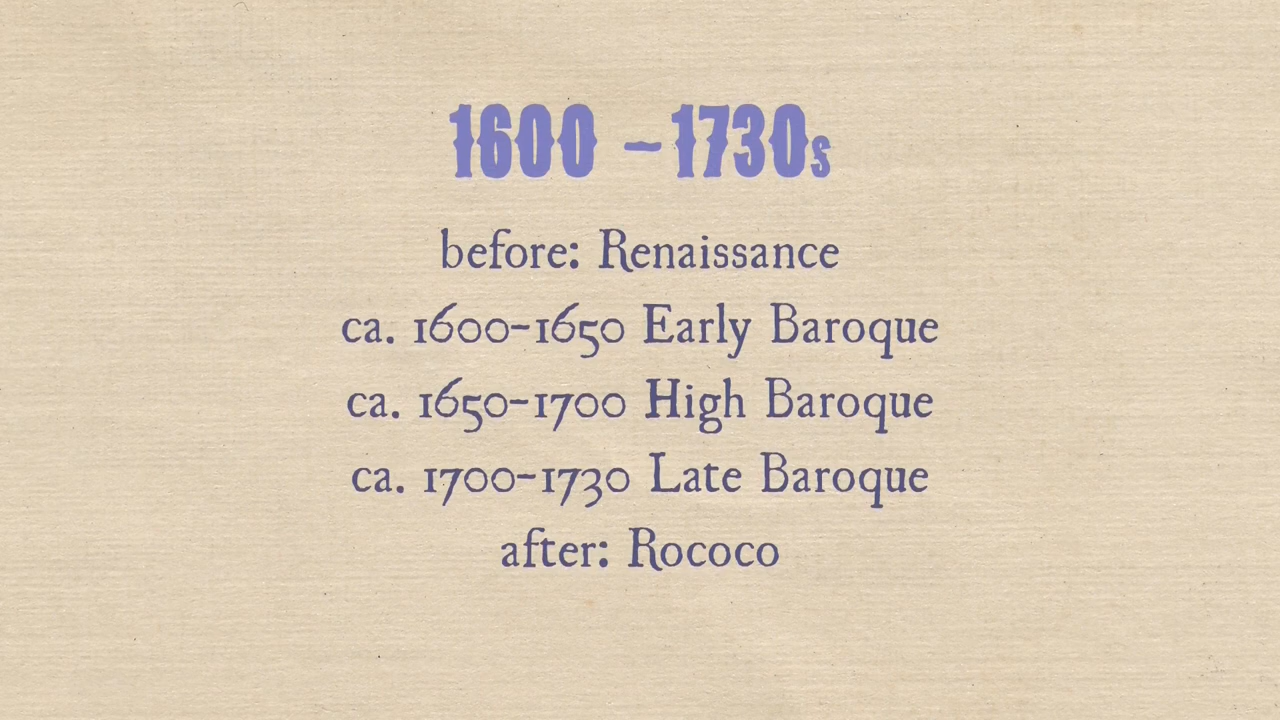 1600 – 1730s
before: Renaissance
ca. 1600-1650 Early Baroque
ca. 1650-1700 High Baroque
ca. 1700-1730 Late Baroque
after: Rococo